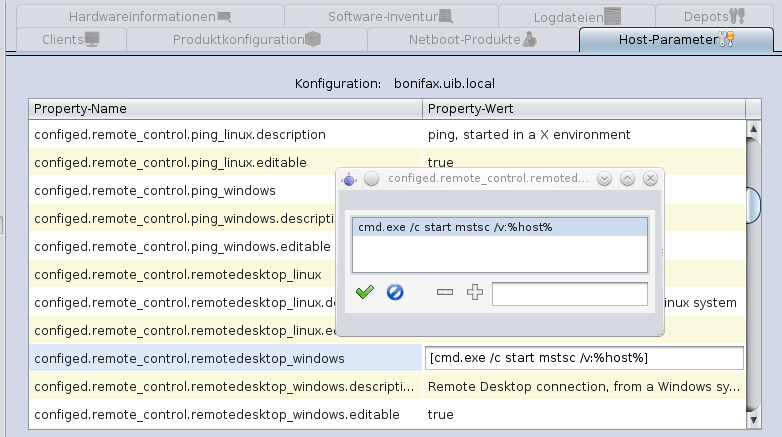 Hardwareinformationen Software-Inventur Logdateien Depots
Clients Produktkonfiguration Netboot-Produkte Host-Parameter
Konfiguration: bonifax.uib.local
Property-Name Property-Wert
configed.remote_control.ping_linux.description ping, started in a X environment
configed.remote_control.ping_linux.editable true
configed.remote_control.ping_windows
configed.remote_control.ping_windows.descripti
configed.remote_control.ping_windows.editable
configed.remote_control.remotedesktop_linux
configed.remote_control.remotedesktop_linux.de inux system
configed.remote_control.remotedesktop_linux.ed
configed.remote_control.remotedesktop_windows [cmd.exe /c start mstsc /v:%host%]
configed.remote_control.remotedesktop_windows.descripti... Remote Desktop connection, from a Windows sy...
configed.remote_control.remotedesktop_windows.editable true
configed.remote_control.remoted...
cmd.exe /c start mstsc /v:%host%